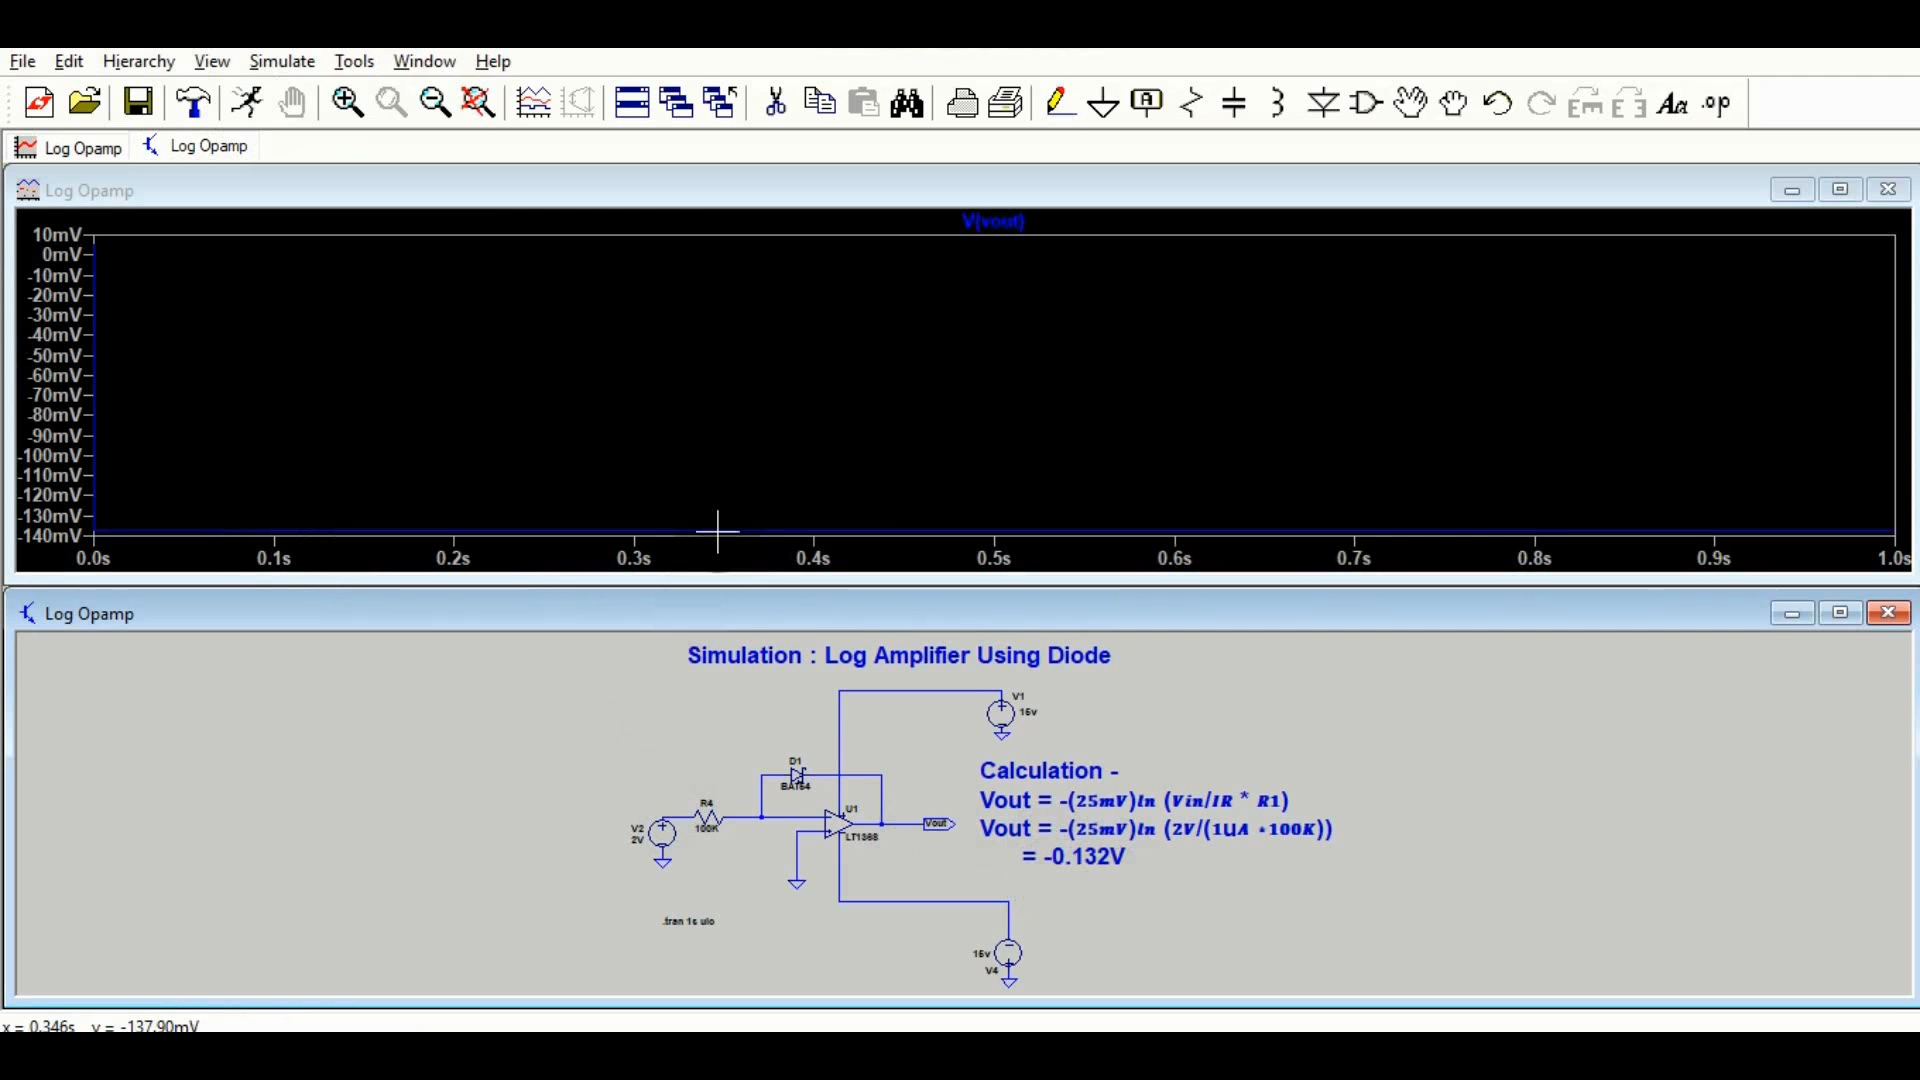 File Edit Hierarchy View Simulate Tools Window Help
A Aa .op
Log Opamp Log Opamp
Log Opamp
V(vout)
10mV
0mV
-10mV
-20mV
-30mV
-40mV
-50mV
-60mV
-70mV
-80mV
-90mV
-100mV
-110mV
-120mV
-130mV
-140mV
0.0s 0.1s 0.2s 0.3s 0.4s 0.5s 0.6s 0.7s 0.8s 0.9s 1.0s
Log Opamp
Simulation : Log Amplifier Using Diode
V1
15v
D1
BAT54
R4
100K
V2
2V
U1
LT1368
Vout
Calculation -
Vout = -(25mV)ln (Vin/IR * R1)
Vout = -(25mV)ln (2V/(1uA *100K))
= -0.132V
.tran 1s uic
15v
V4
x = 0.346s y = -137.90mV